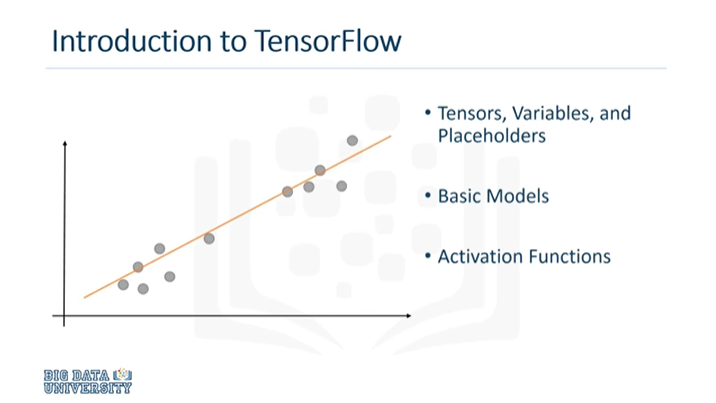 Introduction to TensorFlow
• Tensors, Variables, and
Placeholders
• Basic Models
• Activation Functions
BIG DATA
UNIVERSITY